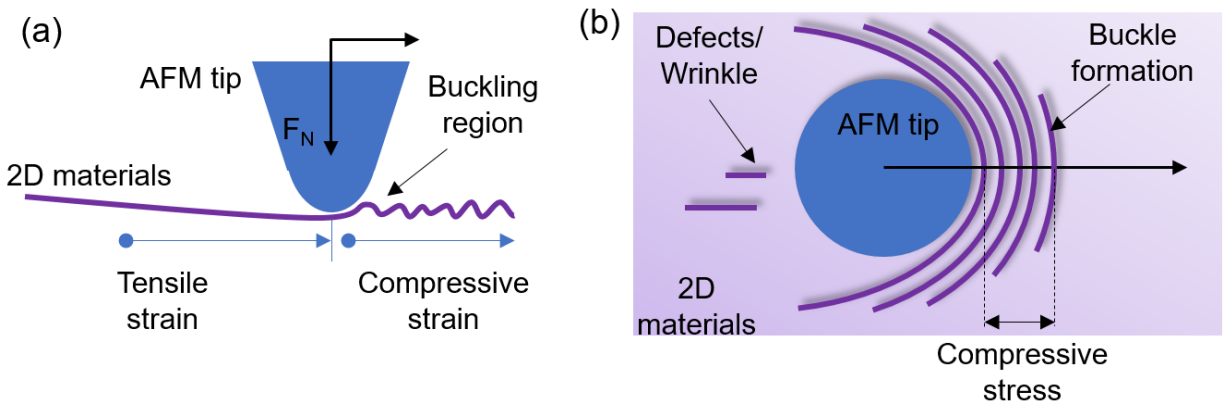 (a)
AFM tip
F_N
Buckling
region
2D materials
Tensile
strain
Compressive
strain
(b)
Defects/
Wrinkle
Buckle
formation
AFM tip
2D
materials
Compressive
stress